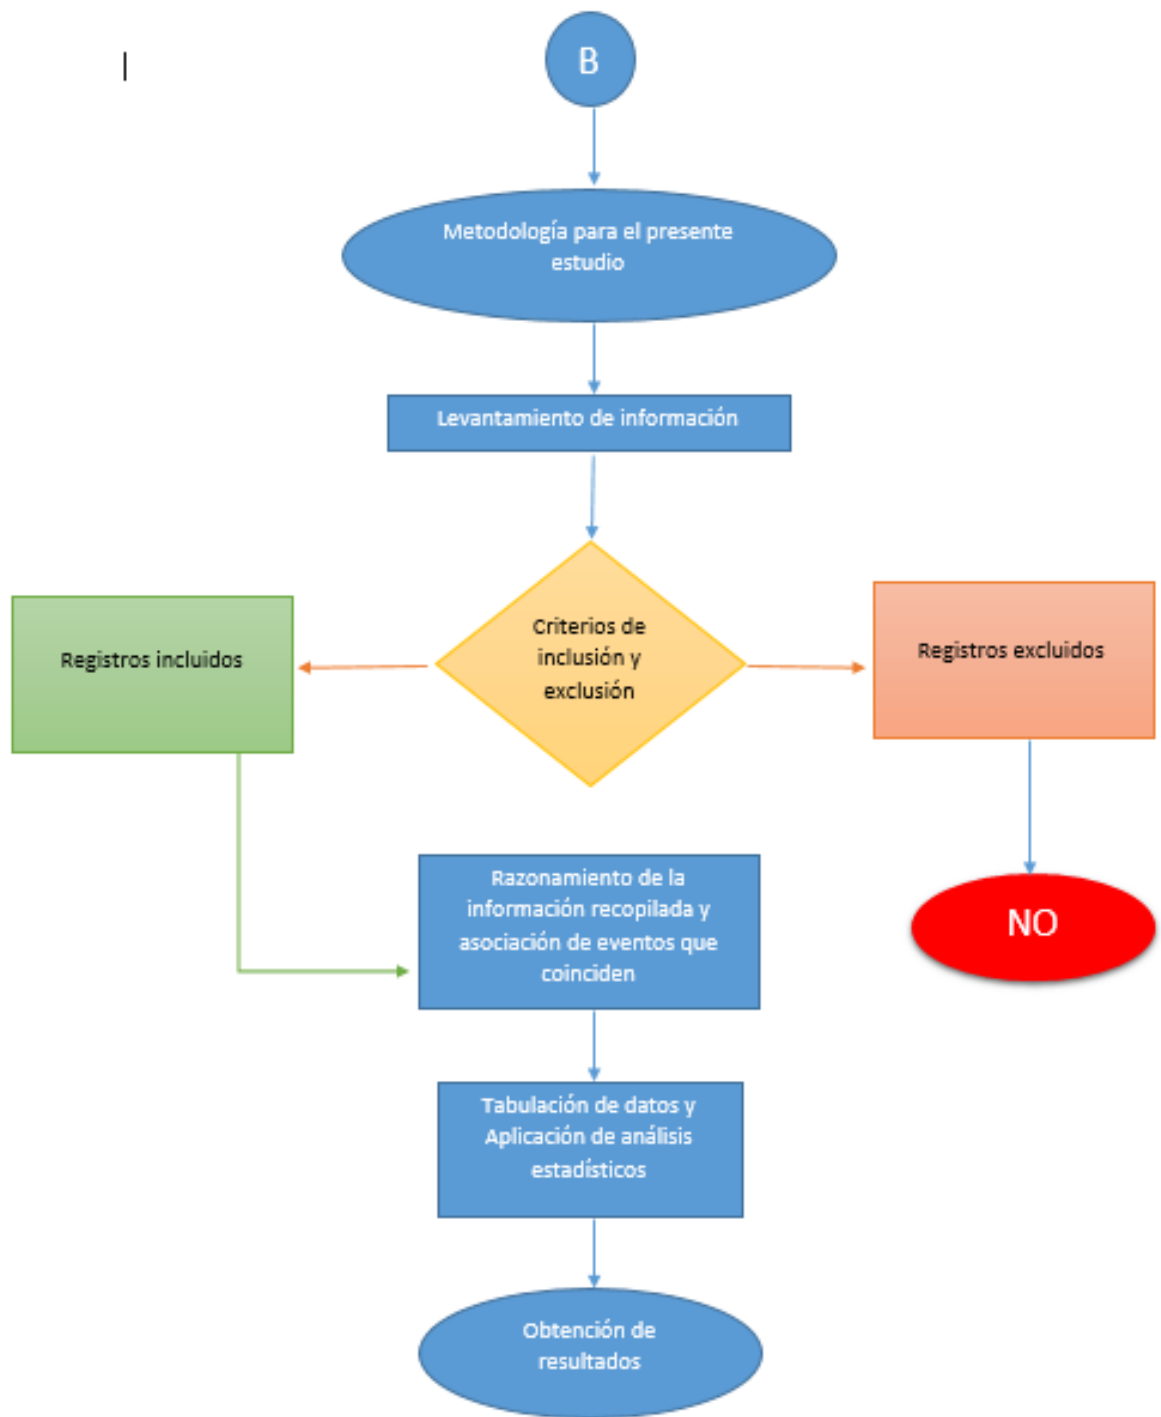 B
Metodología para el presente
estudio
Levantamiento de información
Criterios de
inclusión y
exclusión
Registros incluidos
Registros excluidos
Razonamiento de la
información recopilada y
asociación de eventos que
coinciden
NO
Tabulación de datos y
Aplicación de análisis
estadísticos
Obtención de
resultados